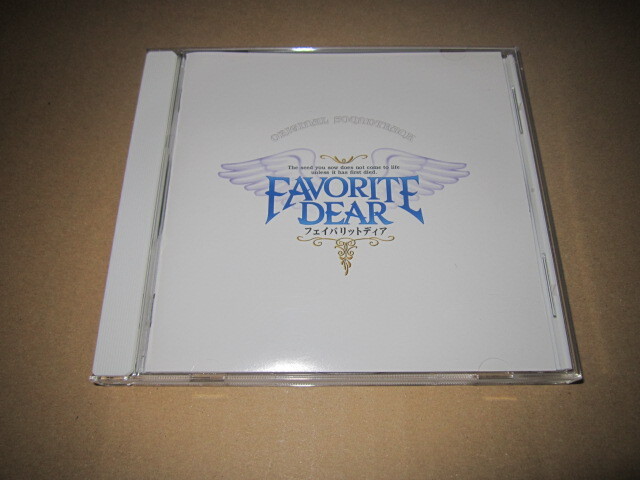 ORIGINAL SOUNDTRACK
The seed you sow does not come to life
unless it has first died.
FAVORITE
DEAR
フェイバリットディア